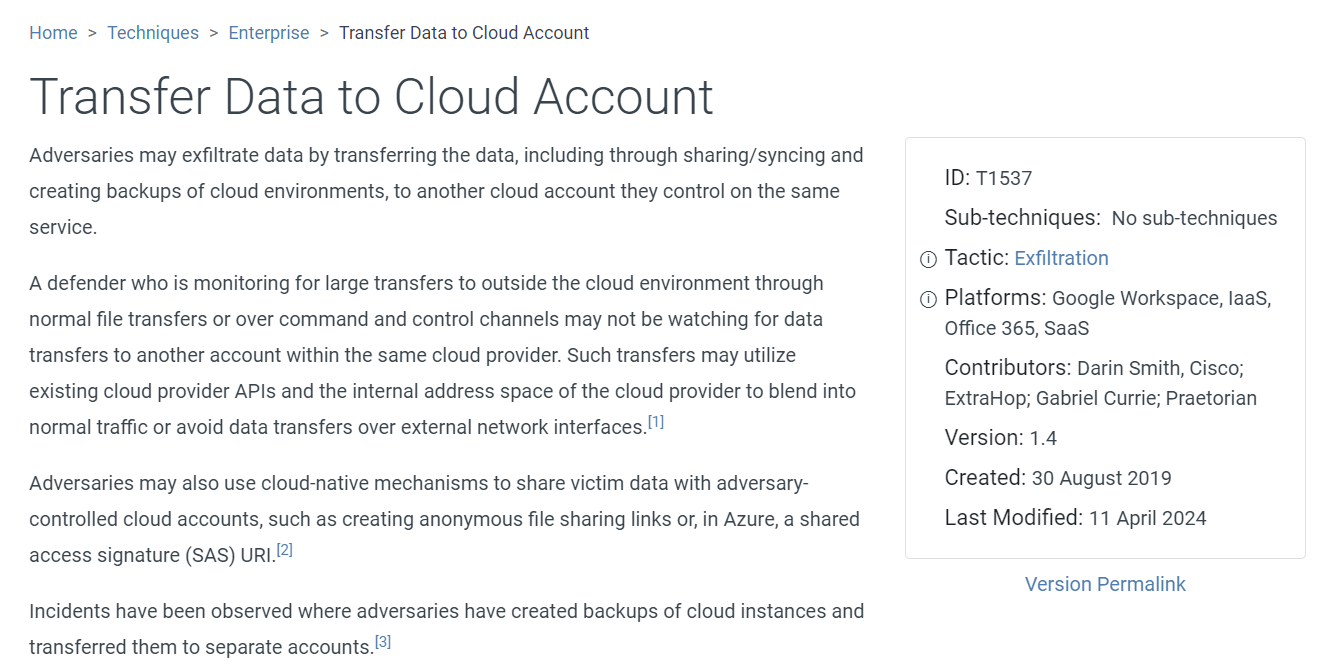 Home > Techniques > Enterprise > Transfer Data to Cloud Account
Transfer Data to Cloud Account
Adversaries may exfiltrate data by transferring the data, including through sharing/syncing and
creating backups of cloud environments, to another cloud account they control on the same
service.
A defender who is monitoring for large transfers to outside the cloud environment through
normal file transfers or over command and control channels may not be watching for data
transfers to another account within the same cloud provider. Such transfers may utilize
existing cloud provider APIs and the internal address space of the cloud provider to blend into
normal traffic or avoid data transfers over external network interfaces.[1]
Adversaries may also use cloud-native mechanisms to share victim data with adversary-
controlled cloud accounts, such as creating anonymous file sharing links or, in Azure, a shared
access signature (SAS) URI.[2]
Incidents have been observed where adversaries have created backups of cloud instances and
transferred them to separate accounts.[3]
ID: T1537
Sub-techniques: No sub-techniques
Tactic: Exfiltration
Platforms: Google Workspace, IaaS,
Office 365, SaaS
Contributors: Darin Smith, Cisco;
ExtraHop; Gabriel Currie; Praetorian
Version: 1.4
Created: 30 August 2019
Last Modified: 11 April 2024
Version Permalink